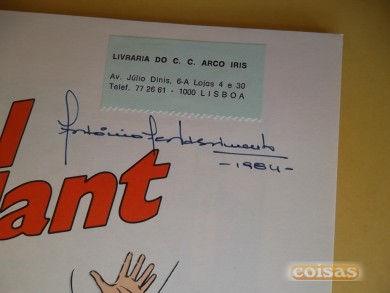 LIVRARIA DO C. C. ARCO IRIS
Av. Júlio Dinis, 6-A Lojas 4 e 30
Telef. 77 26 61 - 1000 LISBOA
António
-1984-
l
lant
coisas